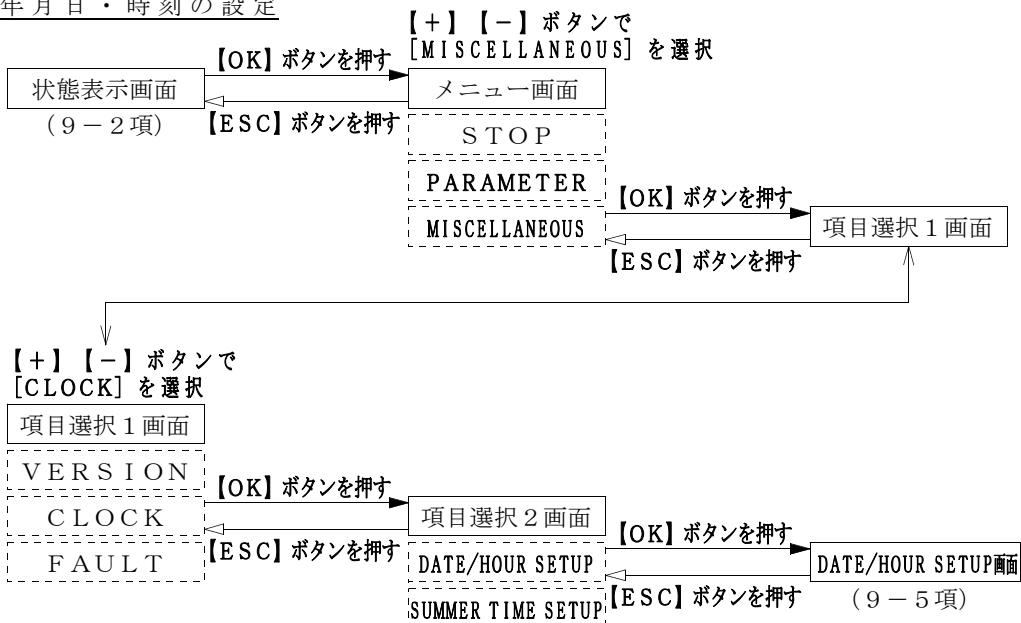 年月日・時刻の設定
【＋】【－】ボタンで
[MISCELLANEOUS] を選択
【OK】ボタンを押す
状態表示画面
メニュー画面
（９－２項）
【ESC】ボタンを押す
ＳＴＯＰ
PARAMETER
【OK】ボタンを押す
MISCELLANEOUS
項目選択１画面
【ESC】ボタンを押す
【＋】【－】ボタンで
[CLOCK] を選択
項目選択１画面
ＶＥＲＳＩＯＮ
【OK】ボタンを押す
ＣＬＯＣＫ
項目選択２画面
【OK】ボタンを押す
ＦＡＵＬＴ
【ESC】ボタンを押す
DATE/HOUR SETUP
DATE/HOUR SETUP画面
SUMMER TIME SETUP
【ESC】ボタンを押す
（９－５項）